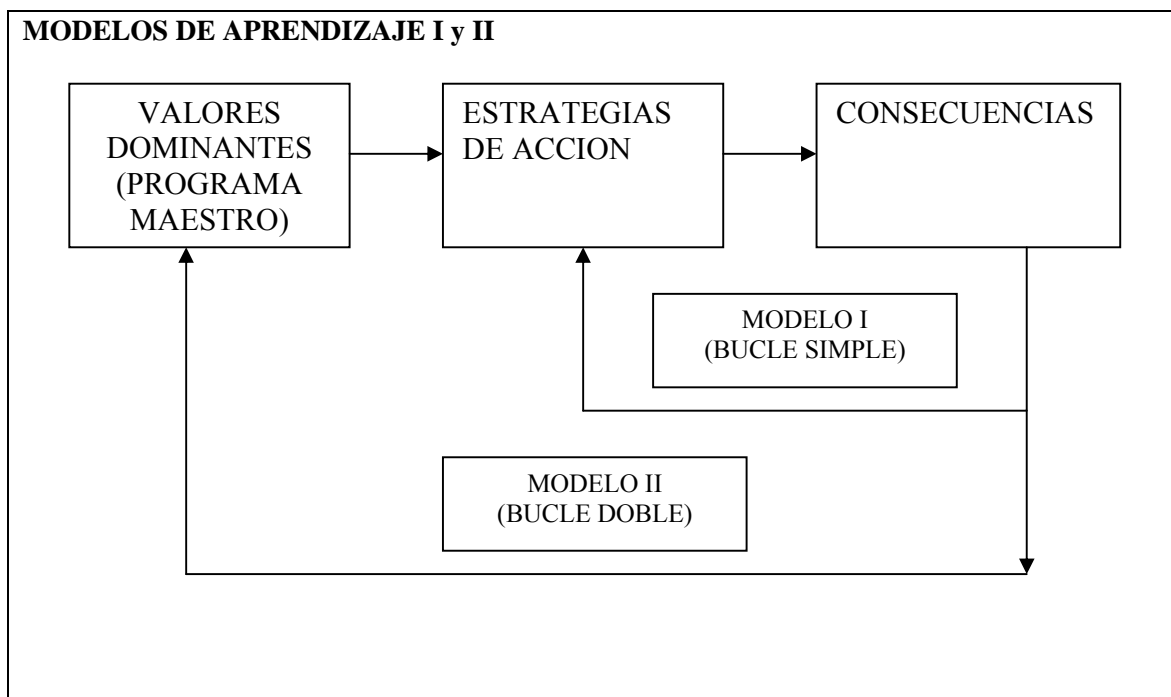 MODELOS DE APRENDIZAJE I y II
VALORES
DOMINANTES
(PROGRAMA
MAESTRO)
ESTRATEGIAS
DE ACCION
CONSECUENCIAS
MODELO I
(BUCLE SIMPLE)
MODELO II
(BUCLE DOBLE)